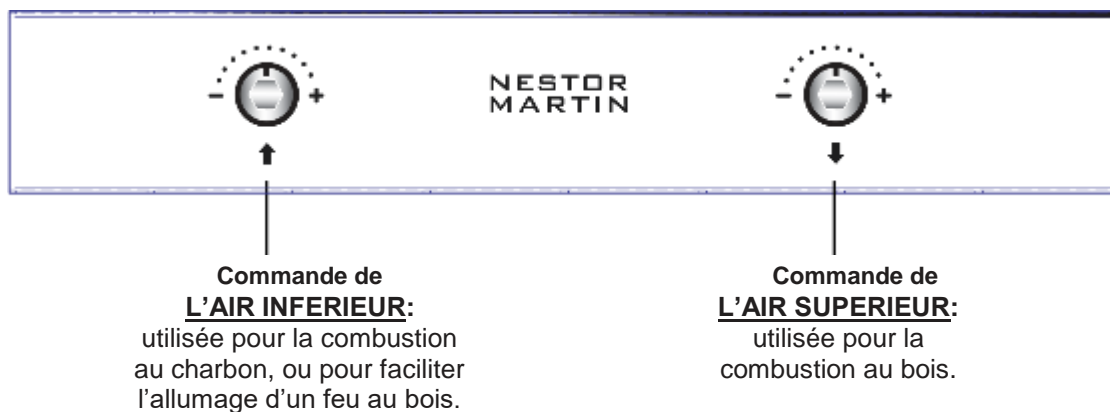 - +
NESTOR
MARTIN
- +
Commande de
L'AIR INFERIEUR:
utilisée pour la combustion
au charbon, ou pour faciliter
l'allumage d'un feu au bois.
Commande de
L'AIR SUPERIEUR:
utilisée pour la
combustion au bois.